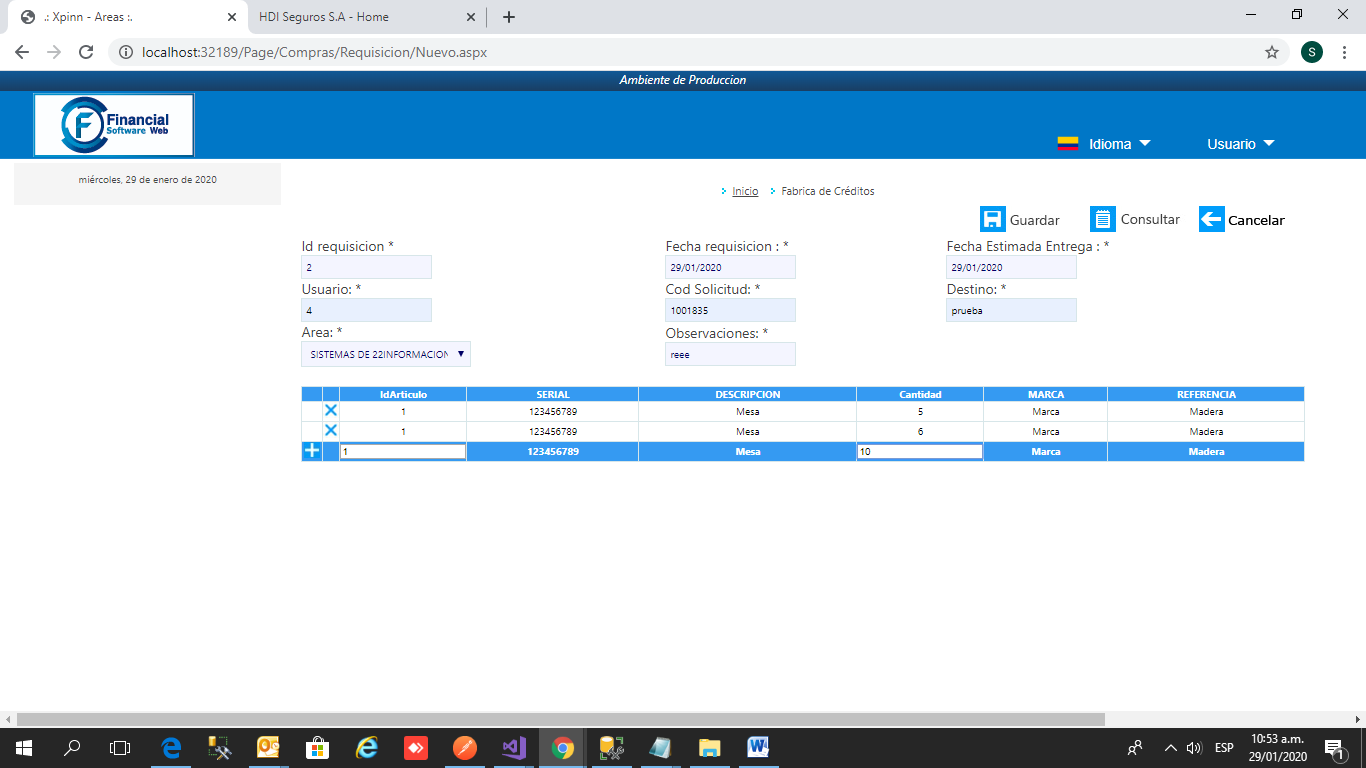 .: Xpinn - Areas :.
HDI Seguros S.A - Home
localhost:32189/Page/Compras/Requisicion/Nuevo.aspx
S
Ambiente de Produccion
F Financial
Software Web
Idioma
Usuario
miércoles, 29 de enero de 2020
Inicio Fabrica de Créditos
Guardar Consultar Cancelar
Id requisicion * Fecha requisicion : * Fecha Estimada Entrega : *
2 29/01/2020 29/01/2020
Usuario: * Cod Solicitud: * Destino: *
4 1001835 prueba
Area: * Observaciones: *
SISTEMAS DE 22INFORMACION reee
IdArticulo SERIAL DESCRIPCION Cantidad MARCA REFERENCIA
1 123456789 Mesa 5 Marca Madera
1 123456789 Mesa 6 Marca Madera
1 123456789 Mesa 10 Marca Madera
ESP
10:53 a.m.
29/01/2020
1